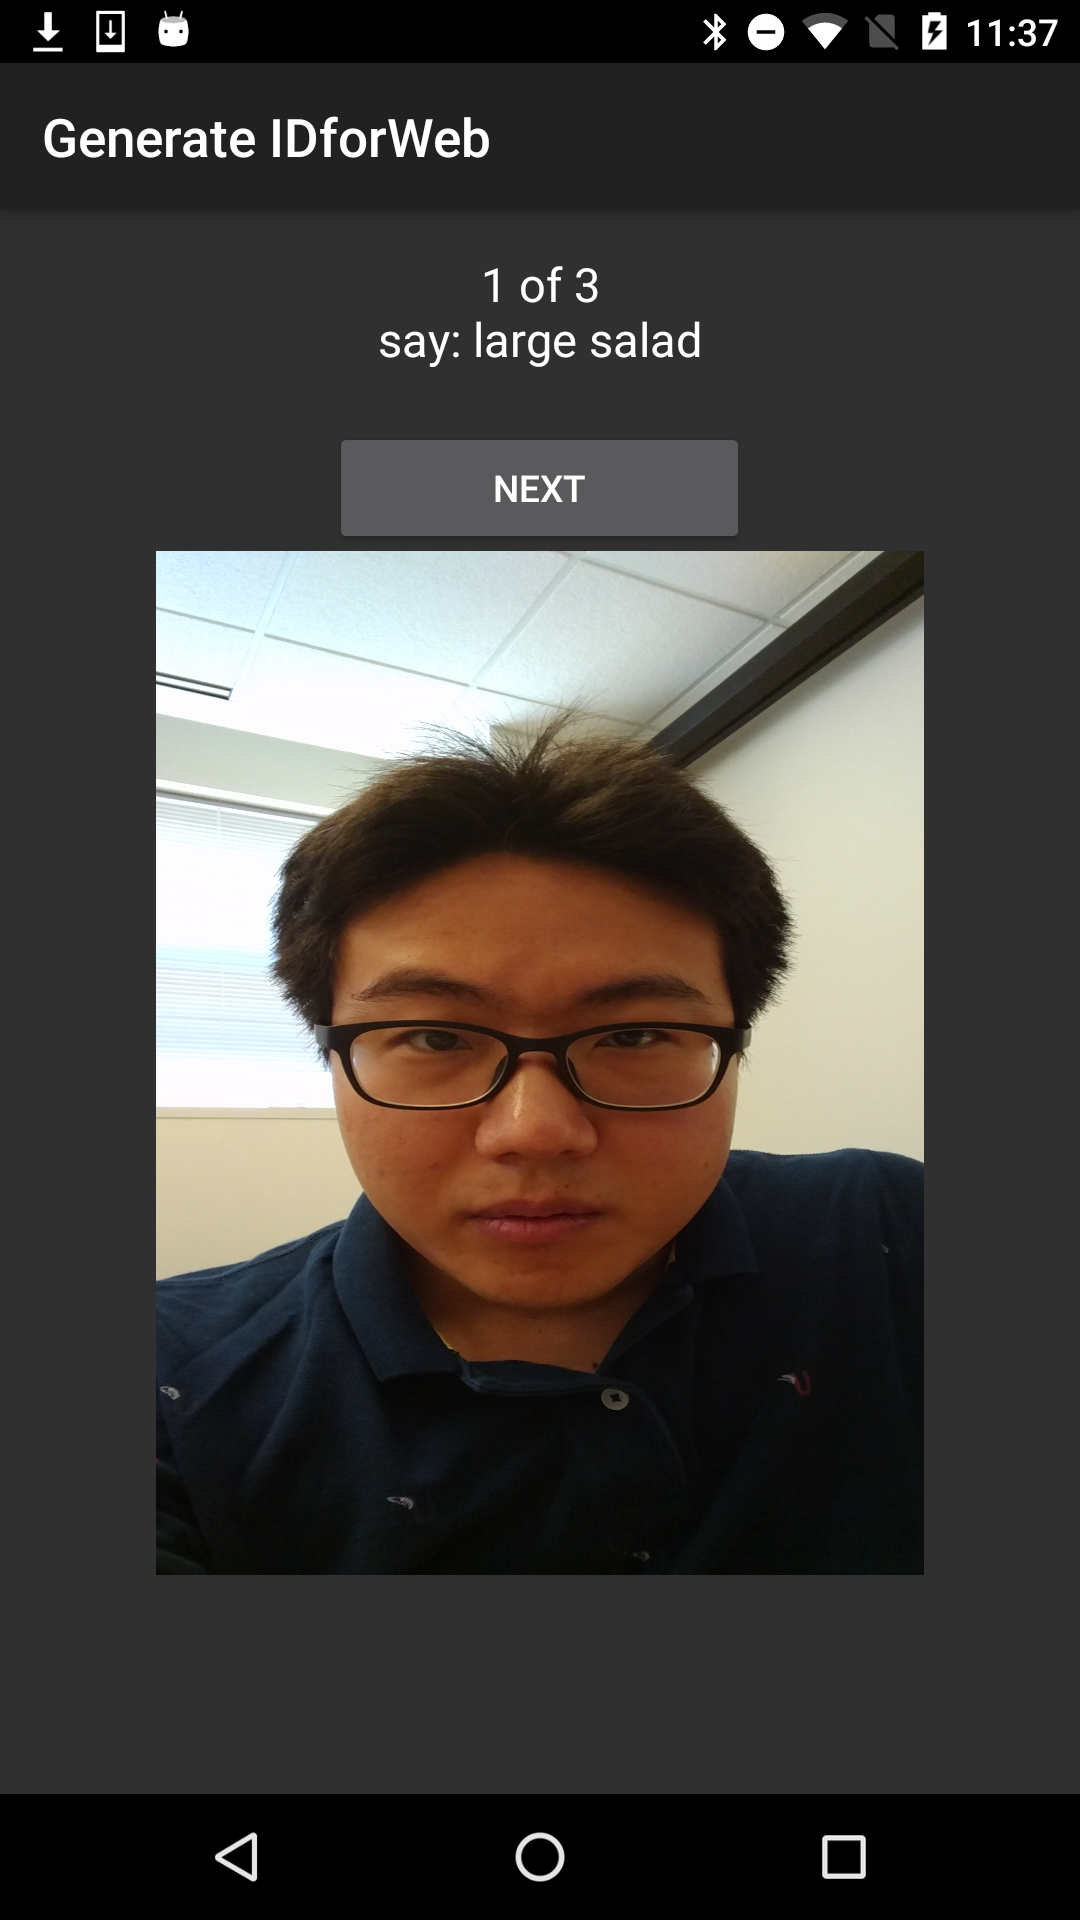 11:37
Generate IDforWeb
1 of 3
say: large salad
NEXT